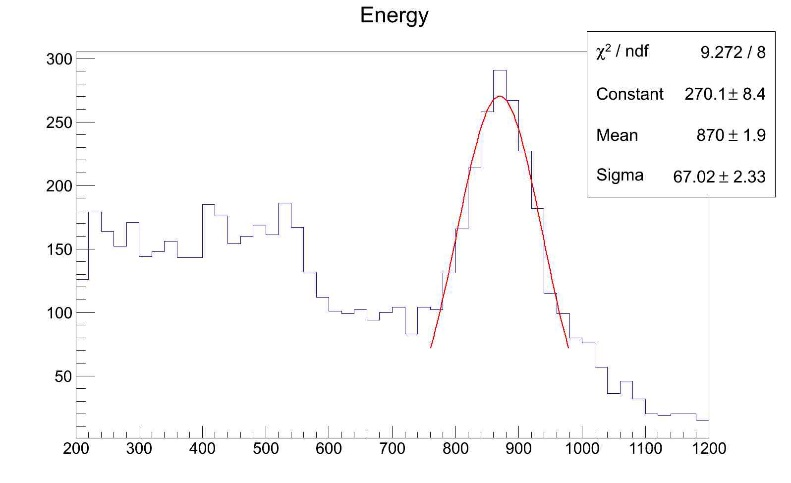 Energy
χ² / ndf 9.272 / 8
Constant 270.1 ± 8.4
Mean 870 ± 1.9
Sigma 67.02 ± 2.33
300
250
200
150
100
50
200 300 400 500 600 700 800 900 1000 1100 1200